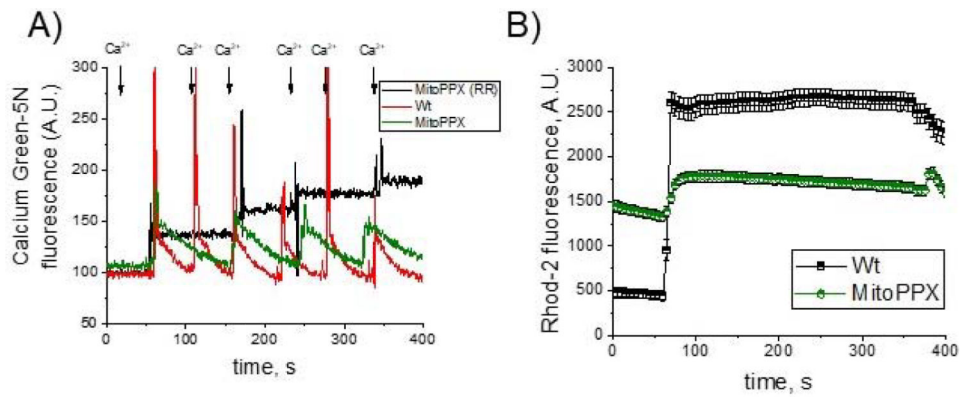 A)
Ca²⁺ Ca²⁺ Ca²⁺ Ca²⁺ Ca²⁺ Ca²⁺
300
250
200
150
100
50
Calcium Green-5N
fluorescence (A.U.)
MitoPPX (RR)
Wt
MitoPPX
0 100 200 300 400
time, s
B)
3000
2500
2000
1500
1000
500
0
Rhod-2 fluorescence, A.U.
Wt
MitoPPX
0 100 200 300 400
time, s